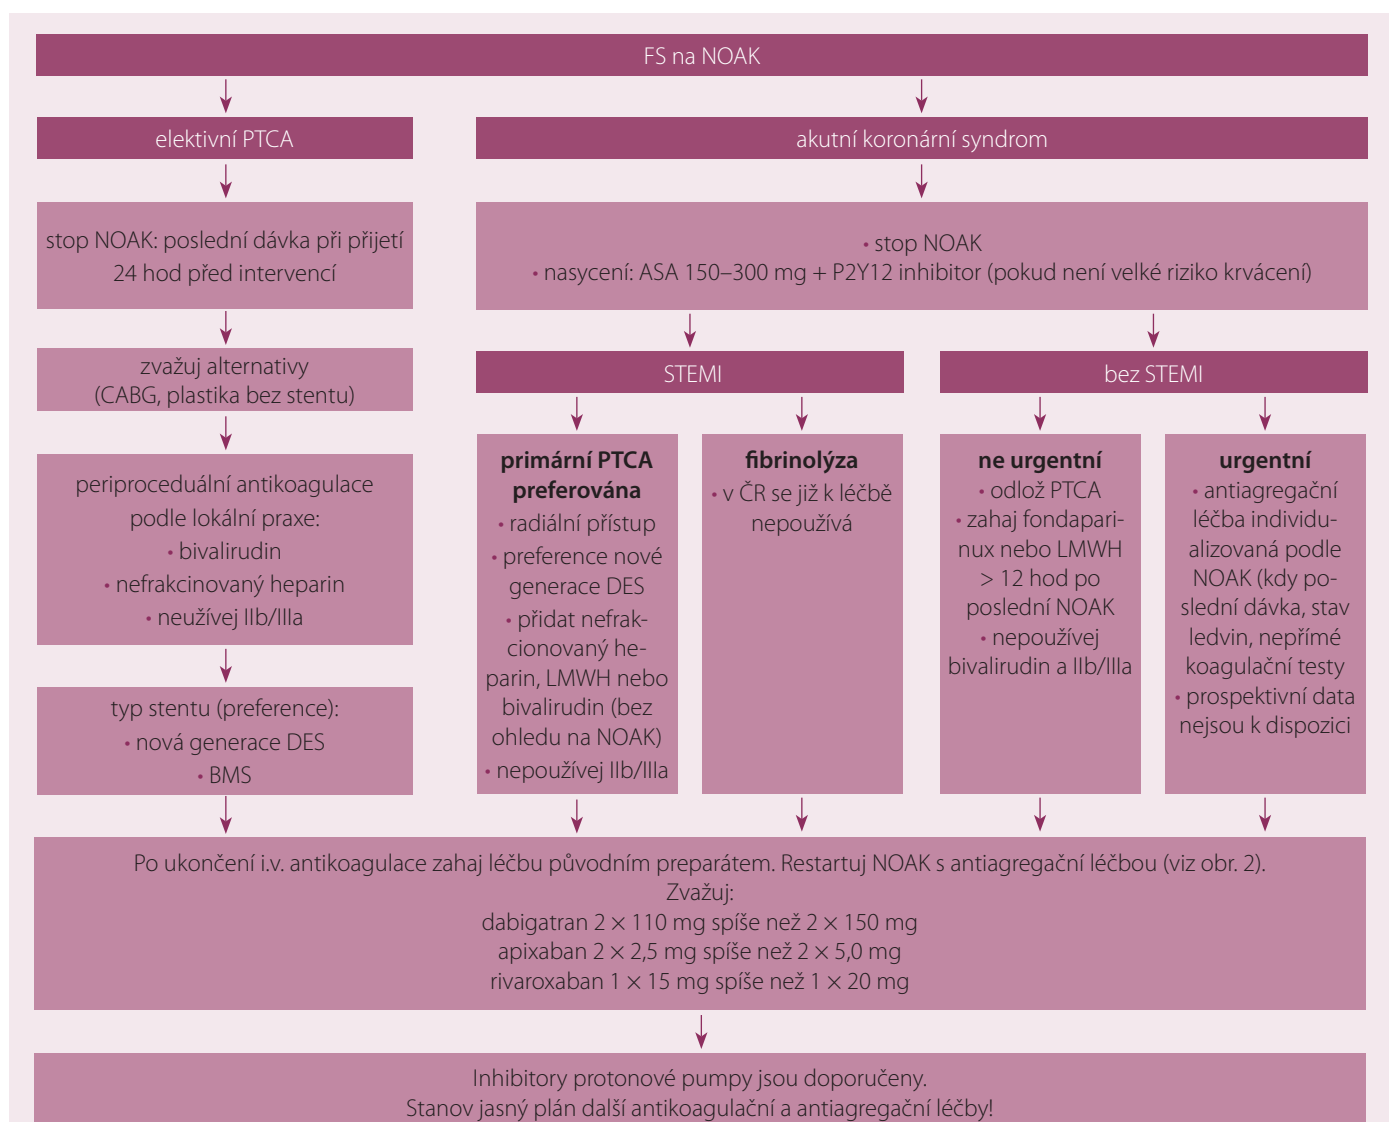 FS na NOAK
elektivní PTCA
stop NOAK: poslední dávka při přijetí
24 hod před intervencí
zvažuj alternativy
(CABG, plastika bez stentu)
periproceduální antikoagulace
podle lokální praxe:
• bivalirudin
• nefrakcinovaný heparin
• neužívej IIb/IIIa
typ stentu (preference):
• nová generace DES
• BMS
akutní koronární syndrom
• stop NOAK
• nasycení: ASA 150–300 mg + P2Y12 inhibitor (pokud není velké riziko krvácení)
STEMI
primární PTCA
preferována
• radiální přístup
• preference nové
generace DES
• přidat nefrak-
cionovaný he-
parin, LMWH nebo
bivalirudin (bez
ohledu na NOAK)
• nepoužívej IIb/IIIa
fibrinolýza
• v ČR se již k léčbě
nepoužívá
bez STEMI
ne urgentní
• odlož PTCA
• zahaj fondapari-
nux nebo LMWH
> 12 hod po
poslední NOAK
• nepoužívej
bivalirudin a IIb/IIIa
urgentní
• antiagregační
léčba individu-
alizovaná podle
NOAK (kdy po-
slední dávka, stav
ledvin, nepřímé
koagulační testy
• prospektivní data
nejsou k dispozici
Po ukončení i.v. antikoagulace zahaj léčbu původním preparátem. Restartuj NOAK s antiagregační léčbou (viz obr. 2).
Zvažuj:
dabigatran 2 × 110 mg spíše než 2 × 150 mg
apixaban 2 × 2,5 mg spíše než 2 × 5,0 mg
rivaroxaban 1 × 15 mg spíše než 1 × 20 mg
Inhibitory protonové pumpy jsou doporučeny.
Stanov jasný plán další antikoagulační a antiagregační léčby!